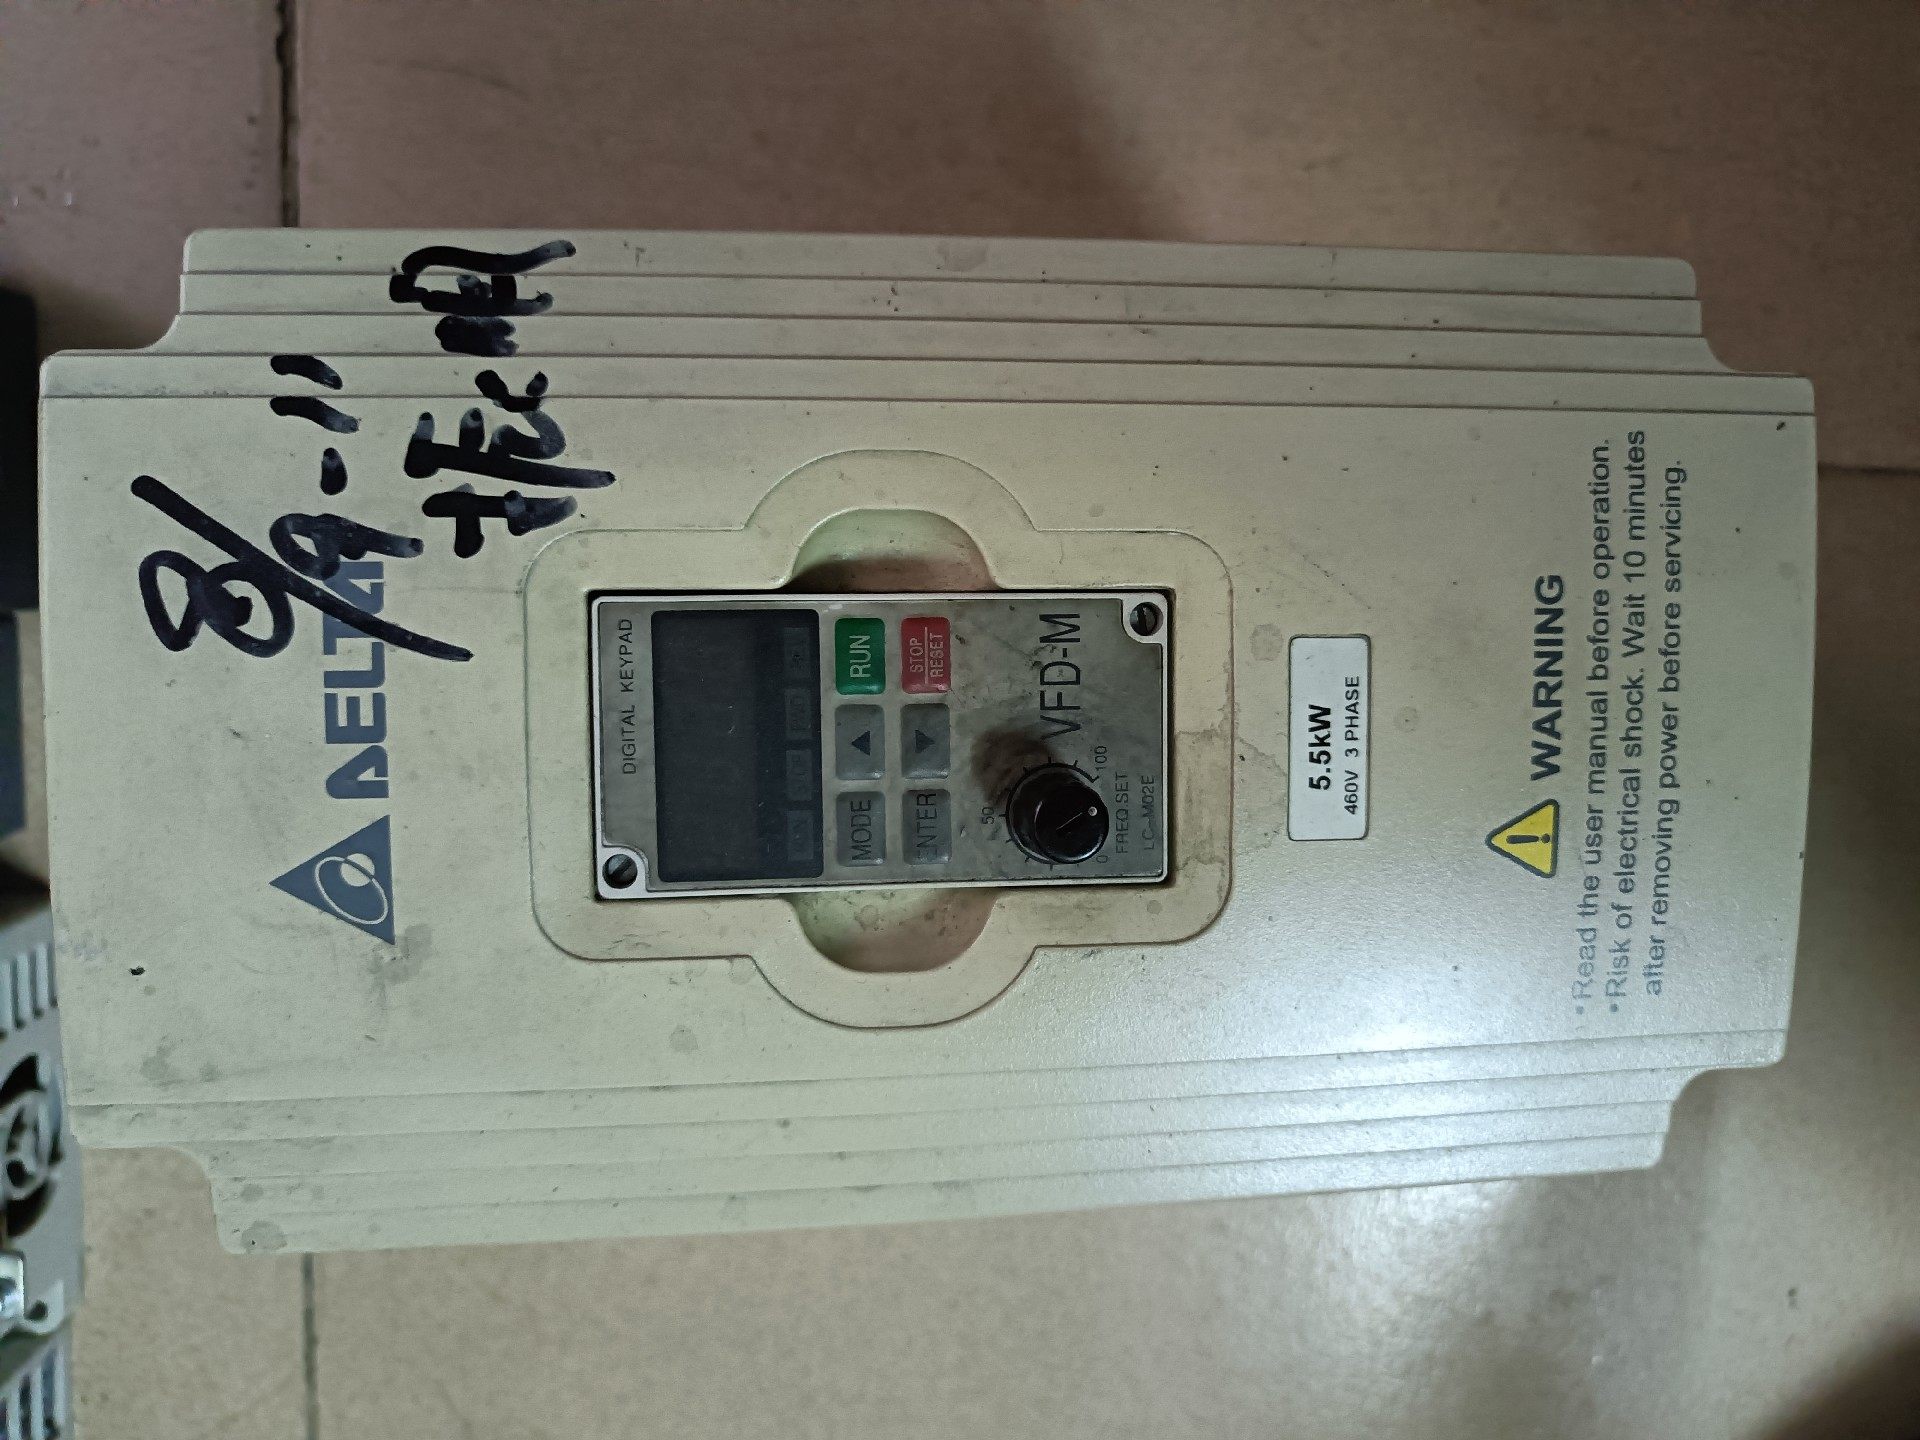 8/9-11
DELTA
DIGITAL KEYPAD
RUN
STOP
RESET
MODE
ENTER
VFD-M
0
50
100
FREQ.SET
LC-M02E
5.5kW
460V 3 PHASE
WARNING
•Read the user manual before operation.
•Risk of electrical shock. Wait 10 minutes
after removing power before servicing.